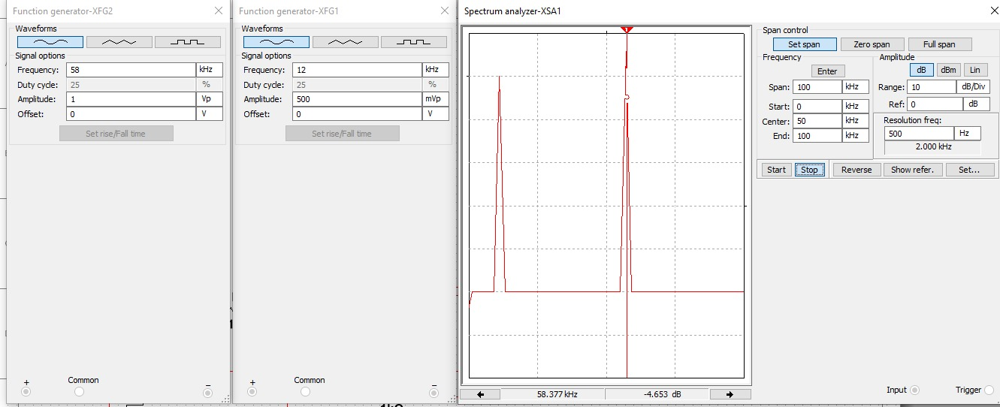 Function generator-XFG2
Waveforms
Signal options
Frequency: 58 kHz
Duty cycle: 25 %
Amplitude: 1 Vp
Offset: 0 V
Set rise/Fall time
+ Common –
Function generator-XFG1
Waveforms
Signal options
Frequency: 12 kHz
Duty cycle: 25 %
Amplitude: 500 mVp
Offset: 0 V
Set rise/Fall time
+ Common –
Spectrum analyzer-XSA1
1
58.377 kHz -4.653 dB
Span control
Set span Zero span Full span
Frequency
Enter
Span: 100 kHz
Start: 0 kHz
Center: 50 kHz
End: 100 kHz
Amplitude
dB dBm Lin
Range: 10 dB/Div
Ref: 0 dB
Resolution freq:
500 Hz
2.000 kHz
Start Stop Reverse Show refer. Set...
Input Trigger